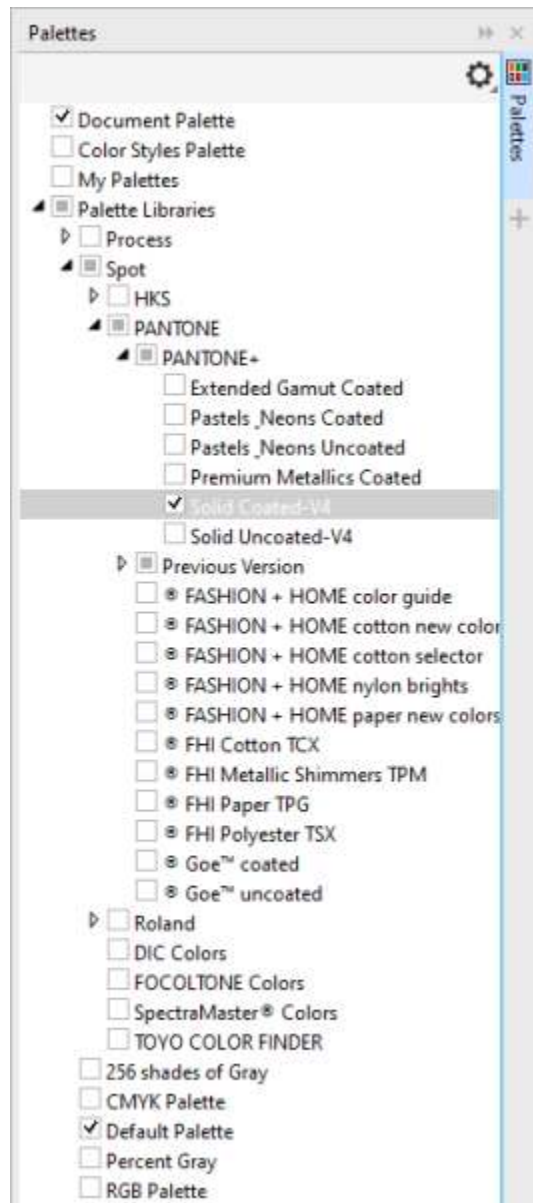 Palettes
Palettes
Document Palette
Color Styles Palette
My Palettes
Palette Libraries
Process
Spot
HKS
PANTONE
PANTONE+
Extended Gamut Coated
Pastels _Neons Coated
Pastels _Neons Uncoated
Premium Metallics Coated
Solid Coated-V4
Solid Uncoated-V4
Previous Version
® FASHION + HOME color guide
® FASHION + HOME cotton new color
® FASHION + HOME cotton selector
® FASHION + HOME nylon brights
® FASHION + HOME paper new colors
® FHI Cotton TCX
® FHI Metallic Shimmers TPM
® FHI Paper TPG
® FHI Polyester TSX
® Goe™ coated
® Goe™ uncoated
Roland
DIC Colors
FOCOLTONE Colors
SpectraMaster® Colors
TOYO COLOR FINDER
256 shades of Gray
CMYK Palette
Default Palette
Percent Gray
RGB Palette